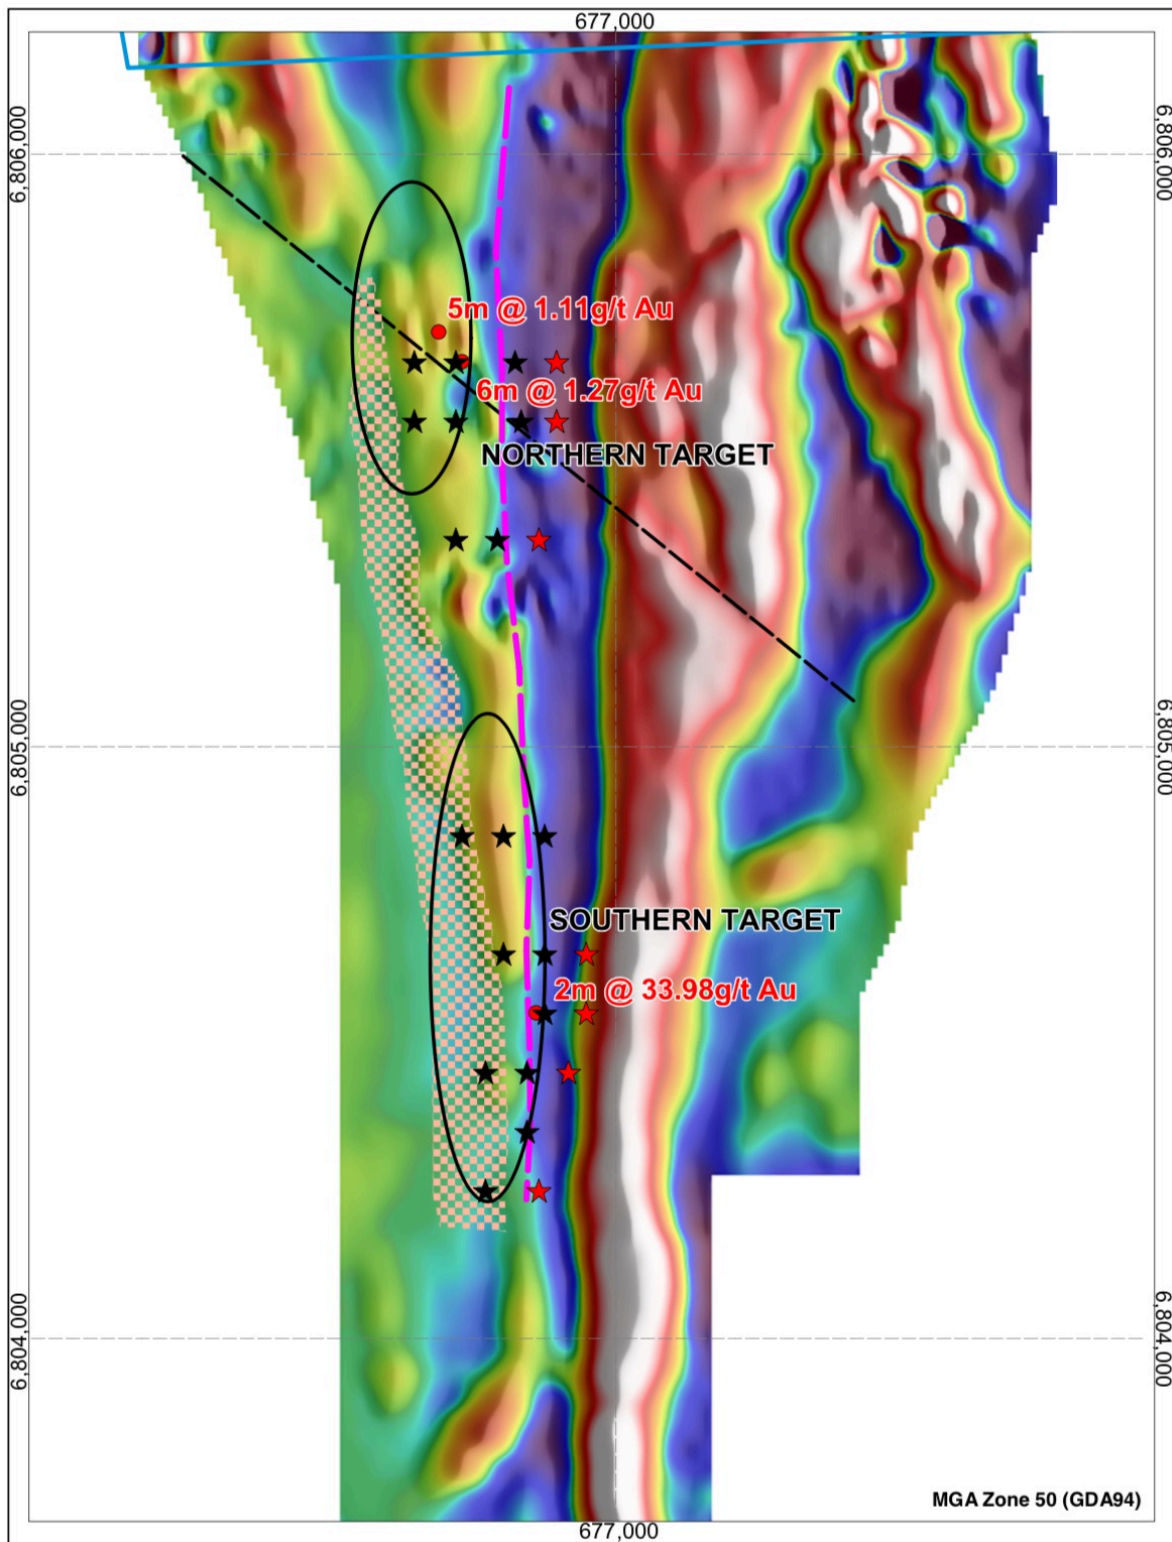 677,000
6,806,000
6,806,000
5m @ 1.11g/t Au
6m @ 1.27g/t Au
NORTHERN TARGET
6,805,000
6,805,000
SOUTHERN TARGET
2m @ 33.98g/t Au
6,804,000
6,804,000
MGA Zone 50 (GDA94)
677,000